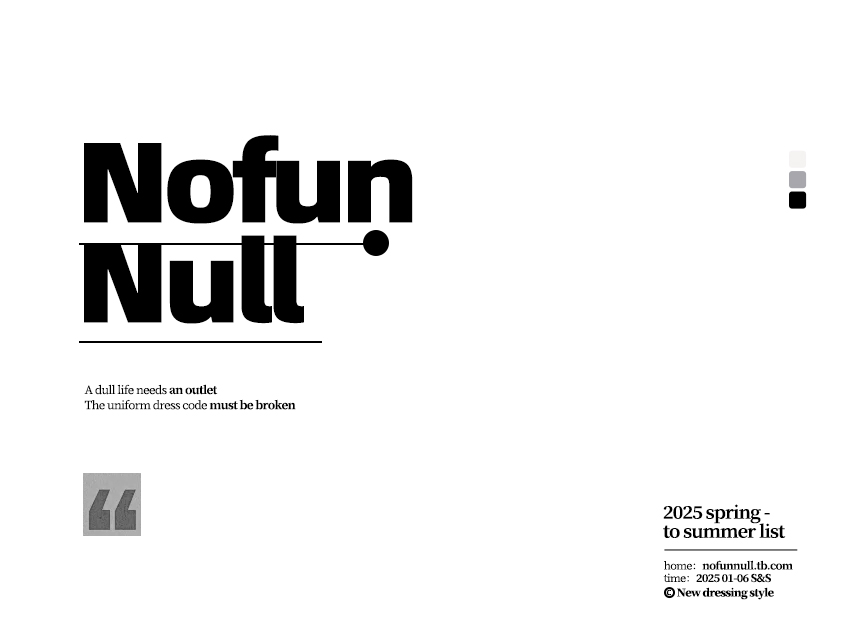 Nofun
Null
A dull life needs an outlet
The uniform dress code must be broken
“
2025 spring -
to summer list
home: nofunnull.tb.com
time: 2025 01-06 S&S
© New dressing style